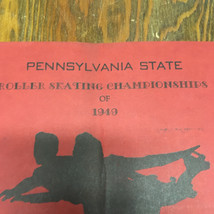 PENNSYLVANIA STATE
ROLLER SKATING CHAMPIONSHIPS
OF
1940